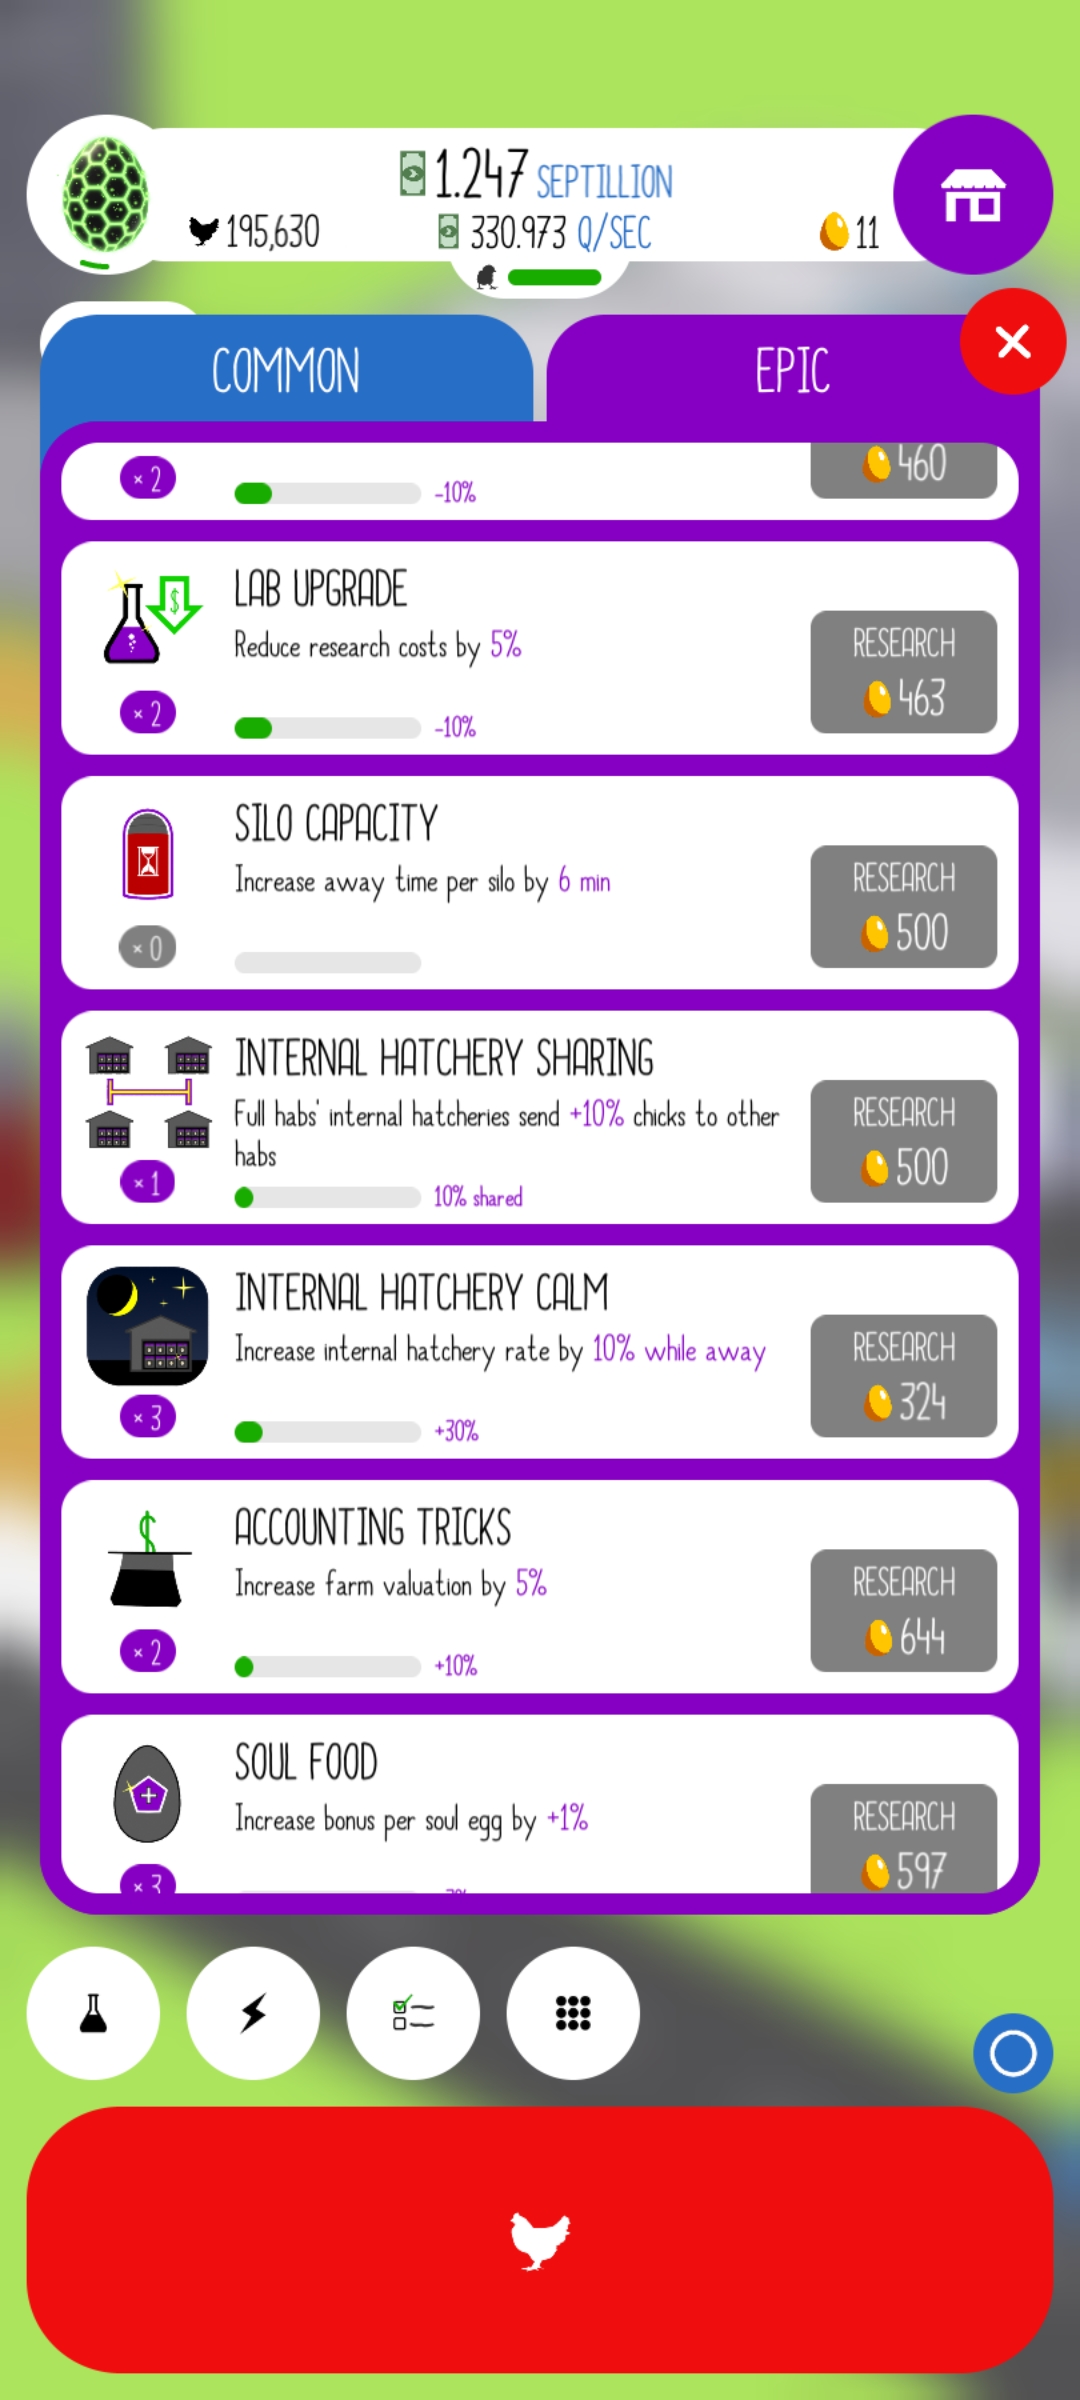 1.247 SEPTILLION
195,630
330.973 Q/SEC
11
COMMON
EPIC
×2
-10%
460
LAB UPGRADE
Reduce research costs by 5%
×2
-10%
RESEARCH
463
SILO CAPACITY
Increase away time per silo by 6 min
×0
RESEARCH
500
INTERNAL HATCHERY SHARING
Full habs' internal hatcheries send +10% chicks to other
habs
×1
10% shared
RESEARCH
500
INTERNAL HATCHERY CALM
Increase internal hatchery rate by 10% while away
×3
+30%
RESEARCH
324
ACCOUNTING TRICKS
Increase farm valuation by 5%
×2
+10%
RESEARCH
644
SOUL FOOD
Increase bonus per soul egg by +1%
×3
RESEARCH
597